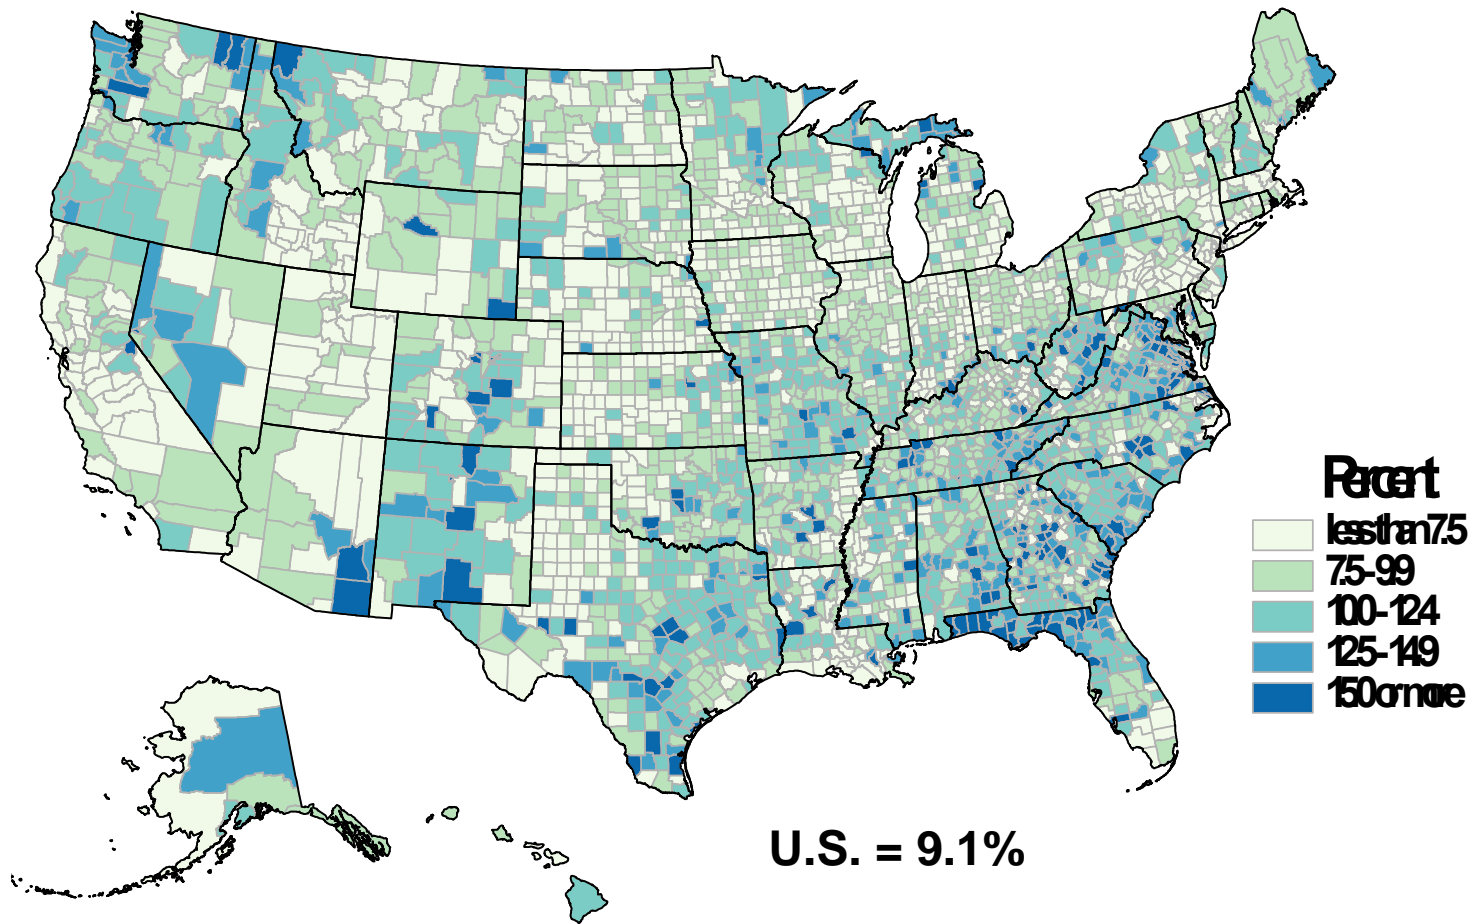 Percent
less than 7.5
7.5 - 9.9
10.0 - 12.4
12.5 - 14.9
15.0 or more
U.S. = 9.1%